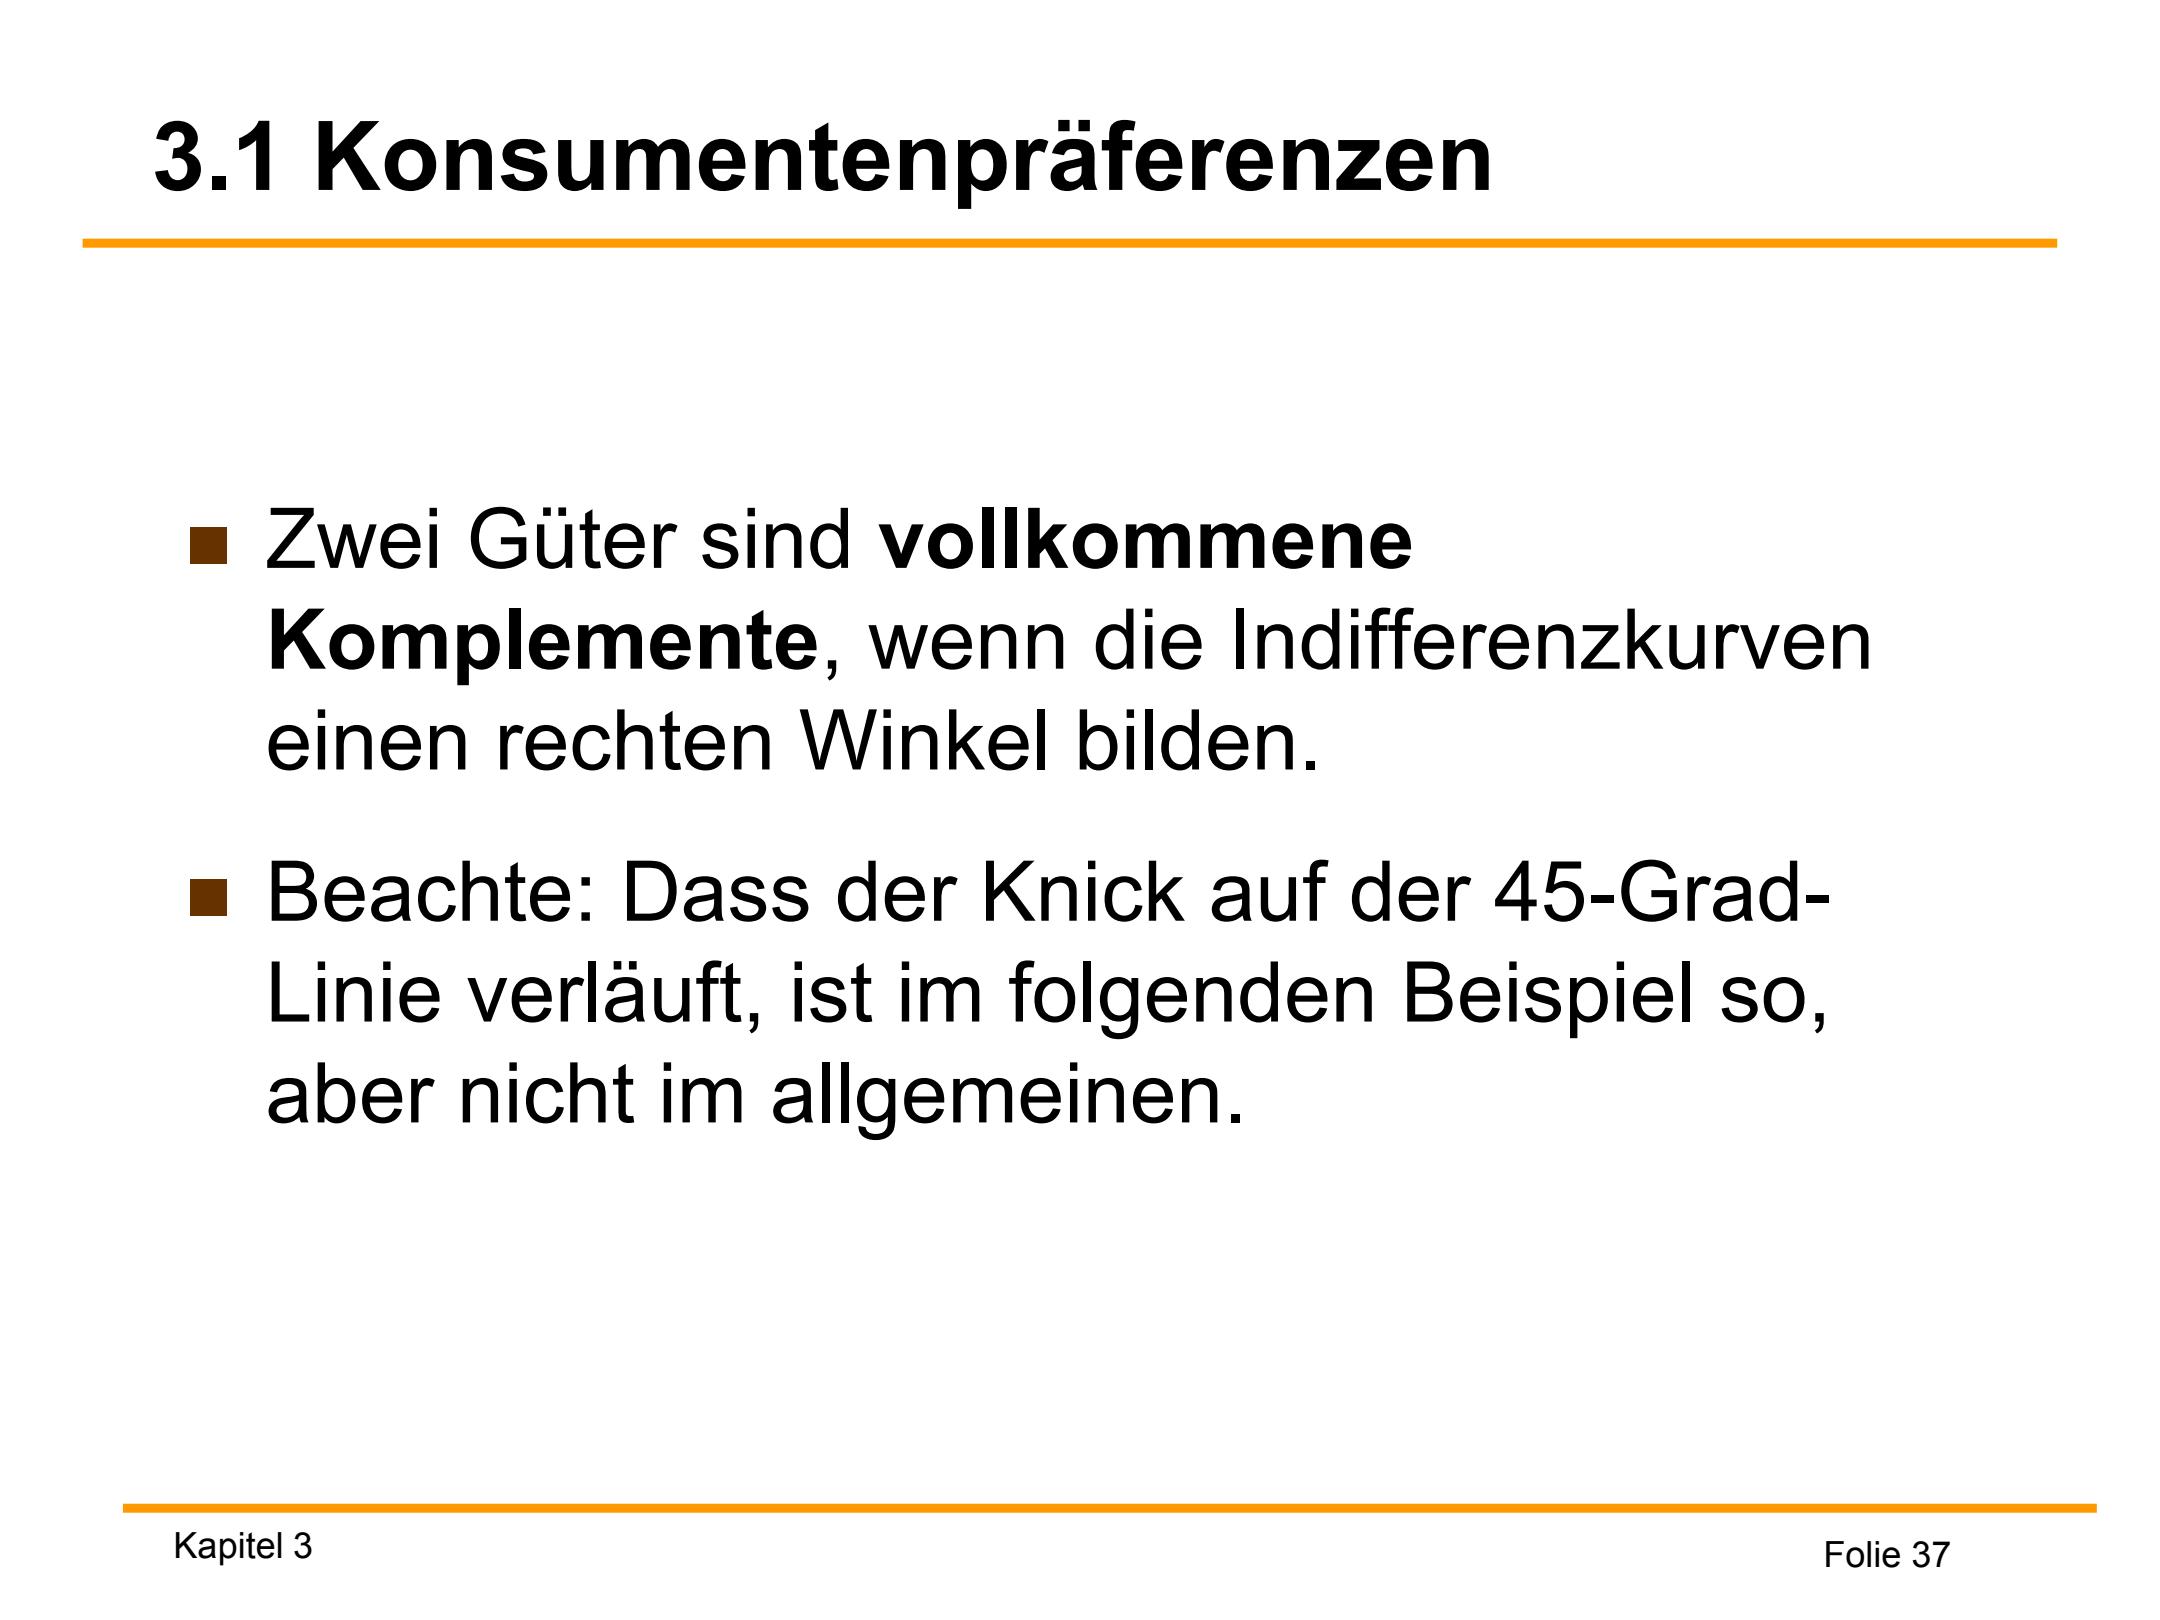 3.1 Konsumentenpräferenzen
Zwei Güter sind vollkommene
Komplemente, wenn die Indifferenzkurven
einen rechten Winkel bilden.
Beachte: Dass der Knick auf der 45-Grad-
Linie verläuft, ist im folgenden Beispiel so,
aber nicht im allgemeinen.
Kapitel 3
Folie 37